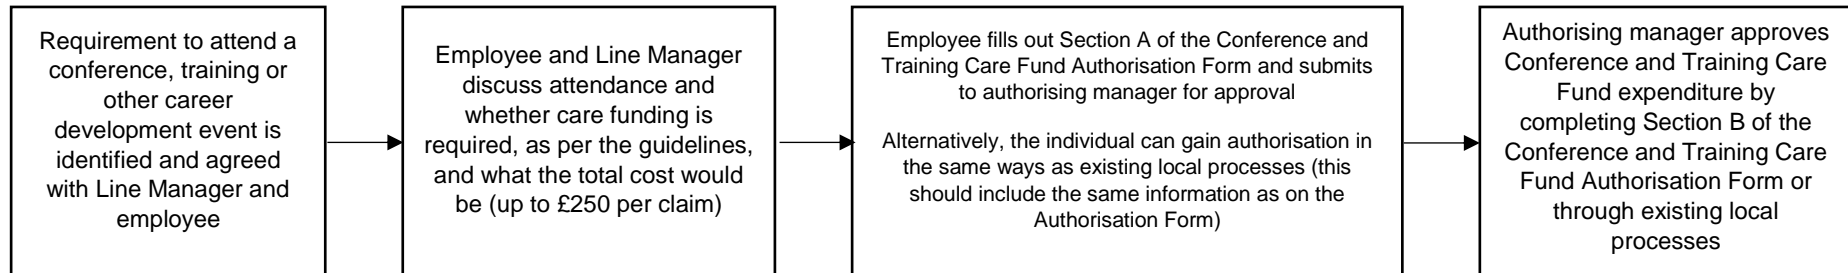 Requirement to attend a
conference, training or
other career
development event is
identified and agreed
with Line Manager and
employee
Employee and Line Manager
discuss attendance and
whether care funding is
required, as per the guidelines,
and what the total cost would
be (up to £250 per claim)
Employee fills out Section A of the Conference and
Training Care Fund Authorisation Form and submits
to authorising manager for approval
Alternatively, the individual can gain authorisation in
the same ways as existing local processes (this
should include the same information as on the
Authorisation Form)
Authorising manager approves
Conference and Training Care
Fund expenditure by
completing Section B of the
Conference and Training Care
Fund Authorisation Form or
through existing local
processes